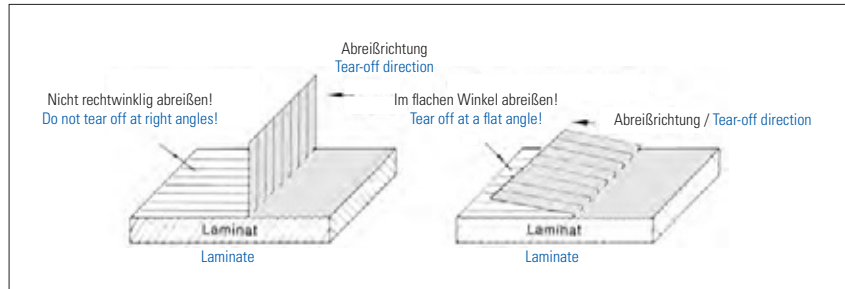 Abreißrichtung
Tear-off direction
Nicht rechtwinklig abreißen!
Do not tear off at right angles!
Laminat
Laminate
Im flachen Winkel abreißen!
Tear off at a flat angle!
Abreißrichtung / Tear-off direction
Laminat
Laminate